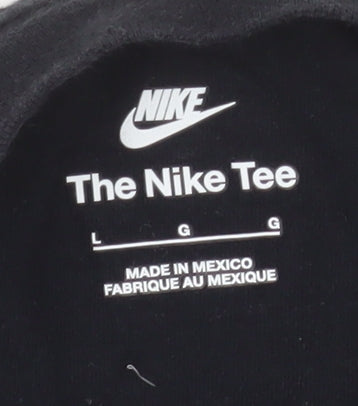 NIKE
The Nike Tee
L G G
MADE IN MEXICO
FABRIQUE AU MEXIQUE